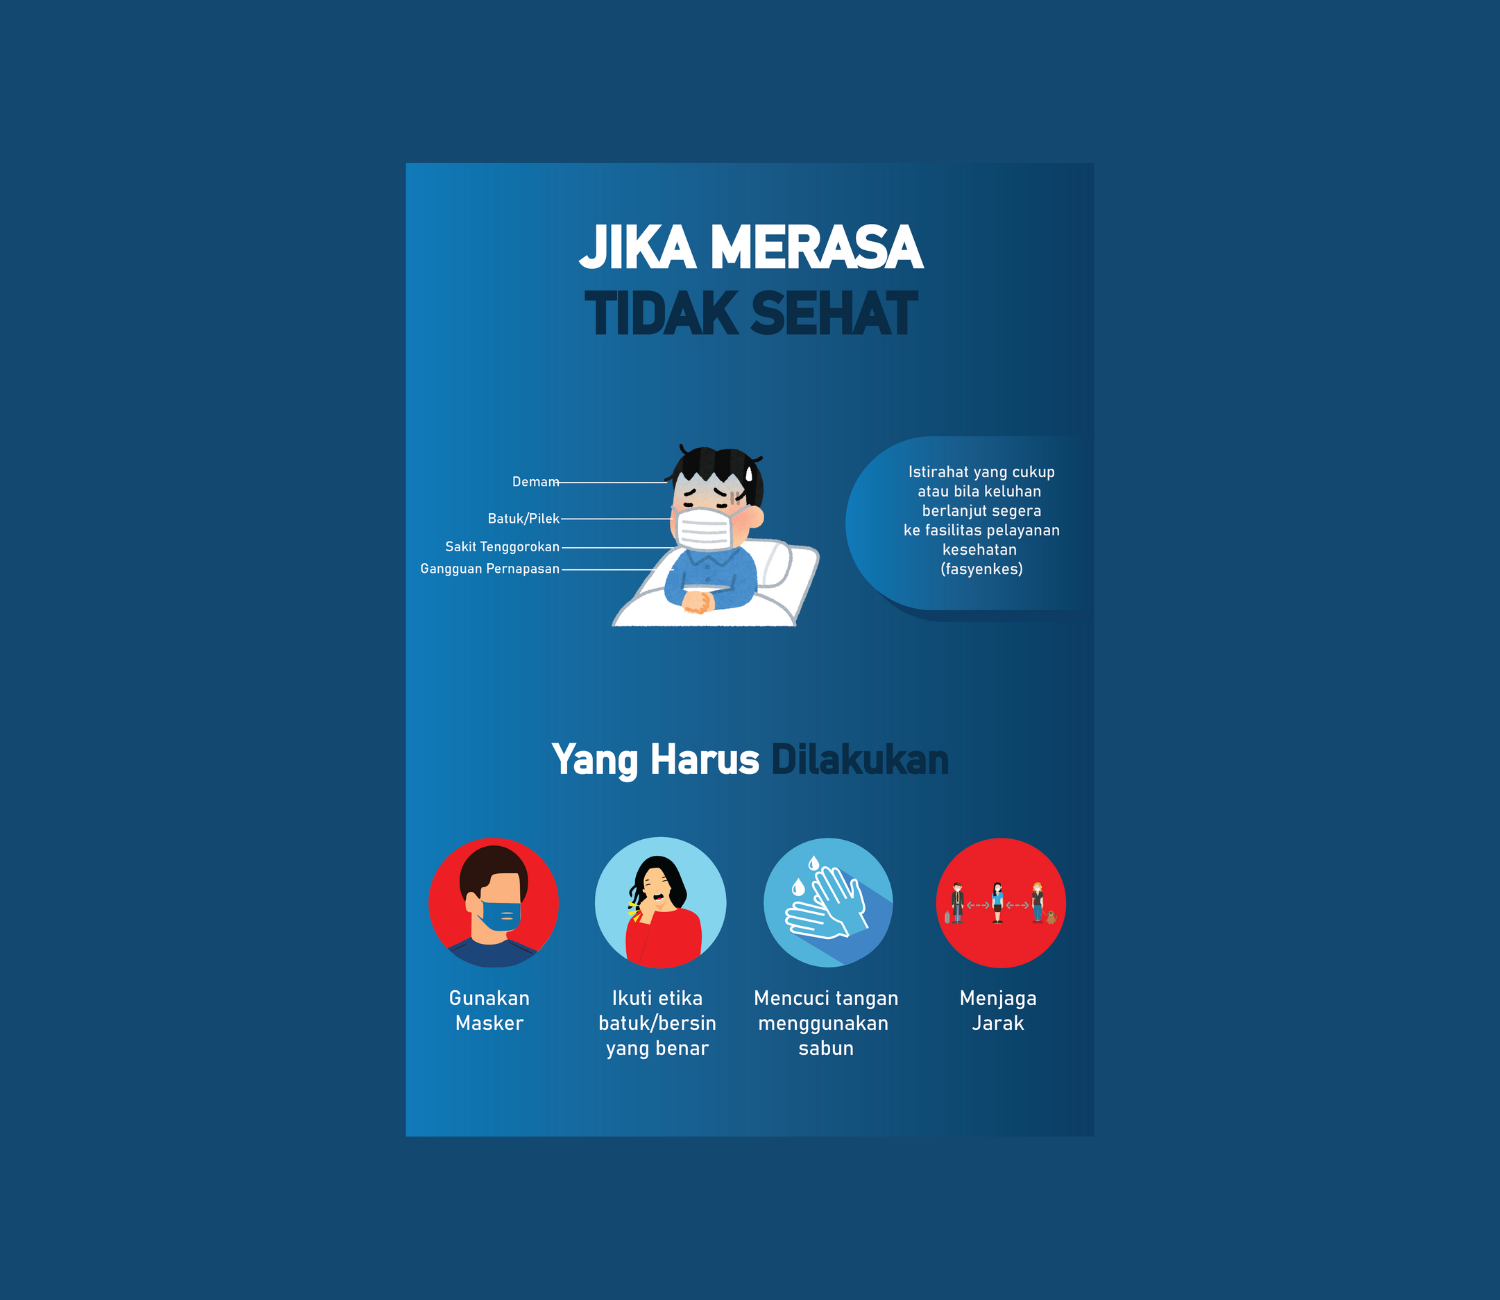 JIKA MERASA
TIDAK SEHAT
Demam
Batuk/Pilek
Sakit Tenggorokan
Gangguan Pernapasan
Istirahat yang cukup
atau bila keluhan
berlanjut segera
ke fasilitas pelayanan
kesehatan
(fasyenkes)
Yang Harus Dilakukan
Gunakan
Masker
Ikuti etika
batuk/bersin
yang benar
Mencuci tangan
menggunakan
sabun
Menjaga
Jarak